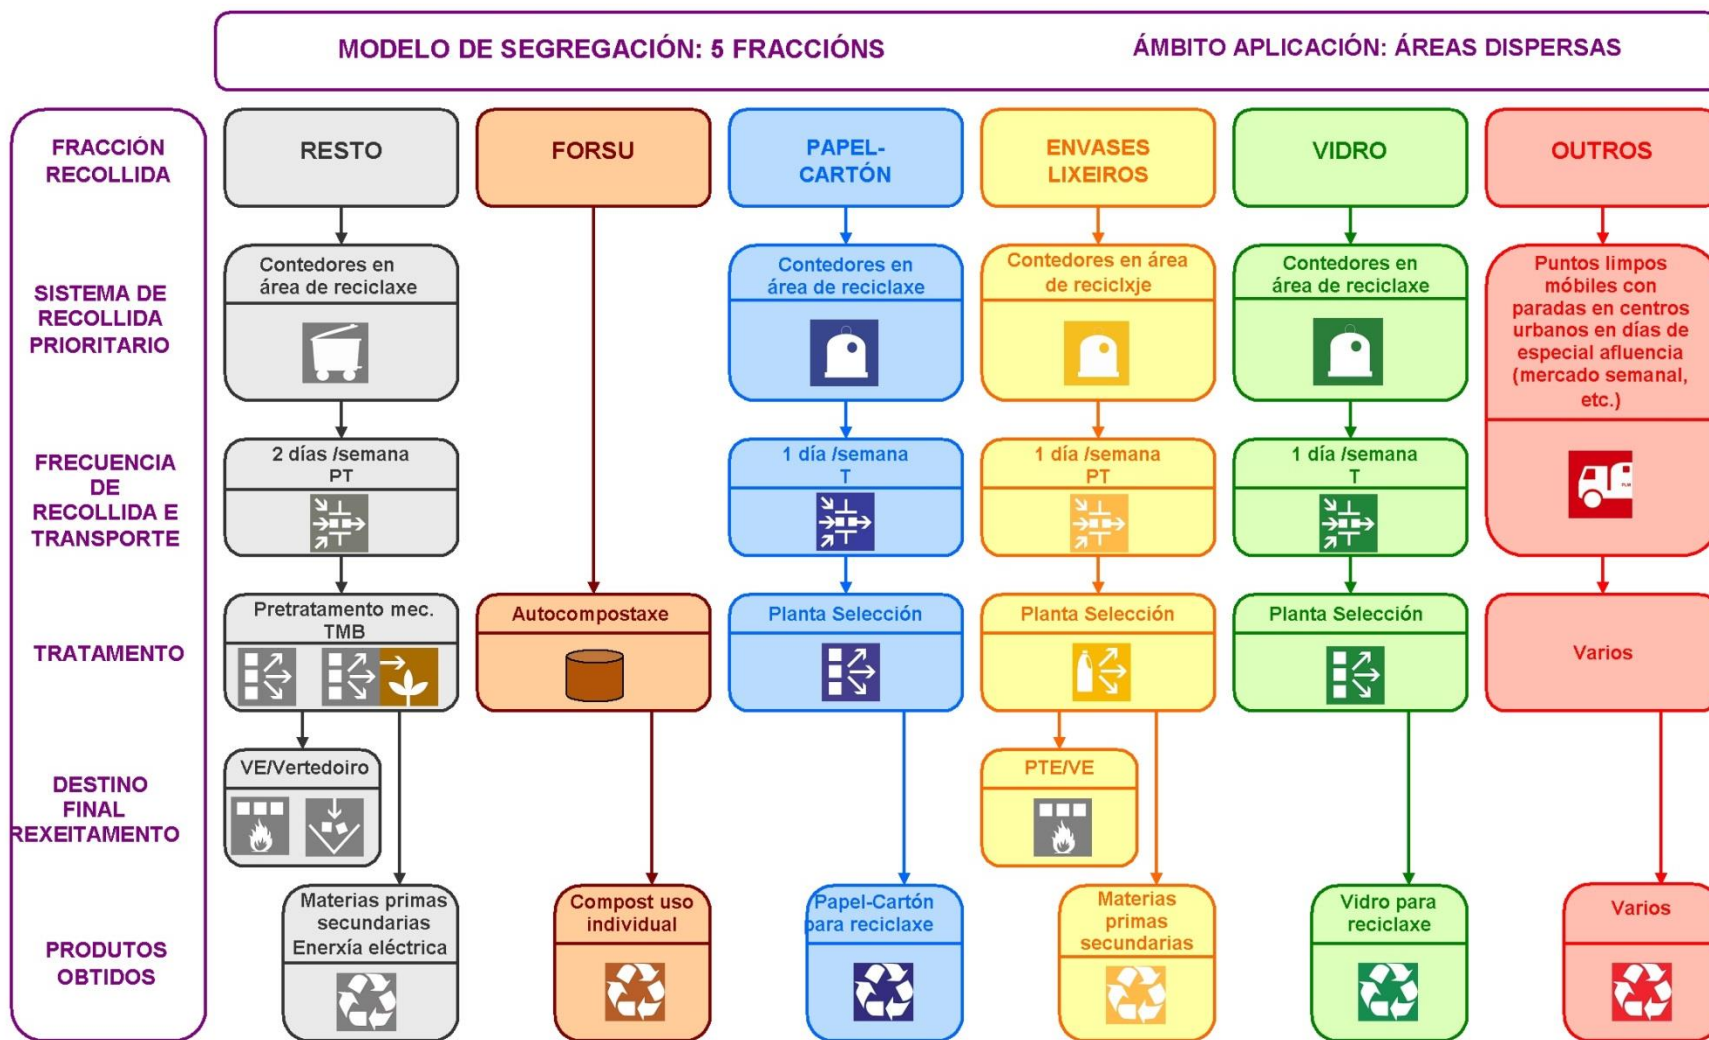 MODELO DE SEGREGACIÓN: 5 FRACCIÓNS
ÁMBITO APLICACIÓN: ÁREAS DISPERSAS
FRACCIÓN
RECOLLIDA
RESTO
FORSU
PAPEL-
CARTÓN
ENVASES
LIXEIROS
VIDRO
OUTROS
SISTEMA DE
RECOLLIDA
PRIORITARIO
Contedores en
área de reciclaxe
Contedores en
área de reciclaxe
Contedores en área
de reciclxje
Contedores en
área de reciclaxe
Puntos limpos
móbiles con
paradas en centros
urbanos en días de
especial afluencia
(mercado semanal,
etc.)
FRECUENCIA
DE
RECOLLIDA E
TRANSPORTE
2 días /semana
PT
1 día /semana
T
1 día /semana
PT
1 día /semana
T
TRATAMENTO
Pretratamento mec.
TMB
Autocompostaxe
Planta Selección
Planta Selección
Planta Selección
Varios
DESTINO
FINAL
REXEITAMENTO
VE/Vertedoiro
PTE/VE
PRODUTOS
OBTIDOS
Materias primas
secundarias
Enerxía eléctrica
Compost uso
individual
Papel-Cartón
para reciclaxe
Materias
primas
secundarias
Vidro para
reciclaxe
Varios